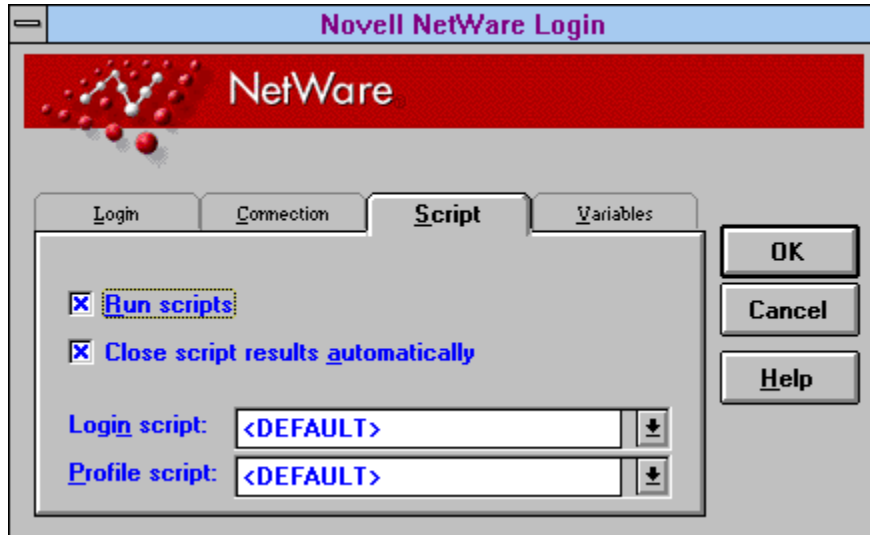 Novell NetWare Login
NetWare
Login Connection Script Variables
OK
Run scripts
Cancel
Close script results automatically
Help
Login script: <DEFAULT>
Profile script: <DEFAULT>